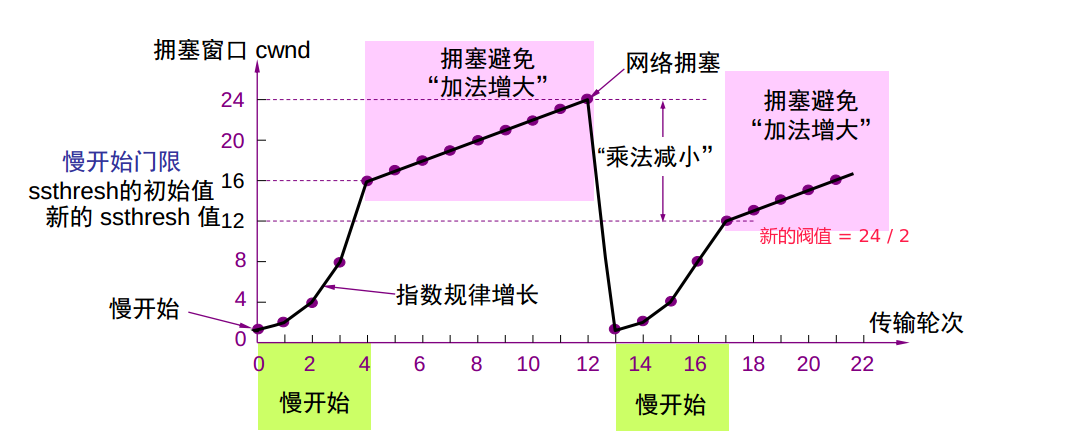 拥塞窗口 cwnd
拥塞避免
“加法增大”
网络拥塞
拥塞避免
“加法增大”
24
20
16
12
8
4
0
“乘法减小”
慢开始门限
ssthresh的初始值
新的 ssthresh 值
新的阀值 = 24 / 2
指数规律增长
慢开始
传输轮次
0 2 4 6 8 10 12 14 16 18 20 22
慢开始
慢开始